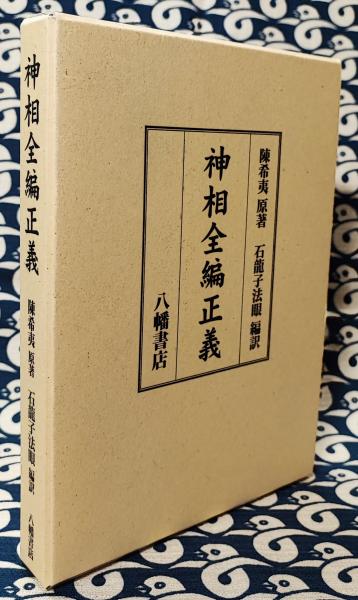 陳希夷 原著 石龍子法眼 編訳
神相全編正義
八幡書店
神相全編正義
陳希夷 原著 石龍子法眼 編訳
八幡書店